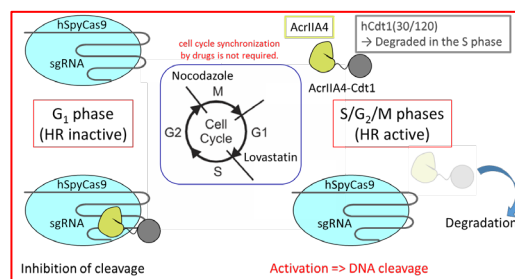 hSpyCas9
sgRNA
cell cycle synchronization
by drugs is not required.
AcrIIA4
hCdt1(30/120)
→ Degraded in the S phase
AcrIIA4-Cdt1
Nocodazole
M
G2
Cell
Cycle
G1
S
Lovastatin
G₁ phase
(HR inactive)
S/G₂/M phases
(HR active)
hSpyCas9
sgRNA
hSpyCas9
sgRNA
Degradation
Inhibition of cleavage
Activation => DNA cleavage